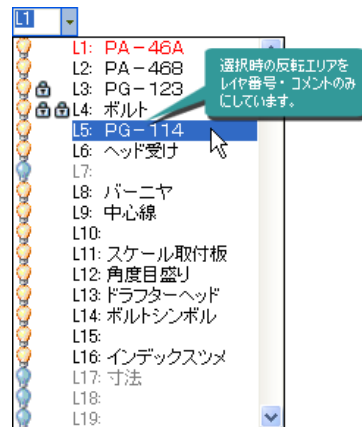 L1
L1: PA-46A
L2: PA-468
L3: PG-123
L4: ボルト
L5: PG-114
L6: ヘッド受け
L7:
L8: バーニヤ
L9: 中心線
L10:
L11: スケール取付板
L12: 角度目盛り
L13: ドラフターヘッド
L14: ボルトシンボル
L15:
L16: インデックスツメ
L17: 寸法
L18:
L19:
選択時の反転エリアを
レイヤ番号・コメントのみ
にしています。